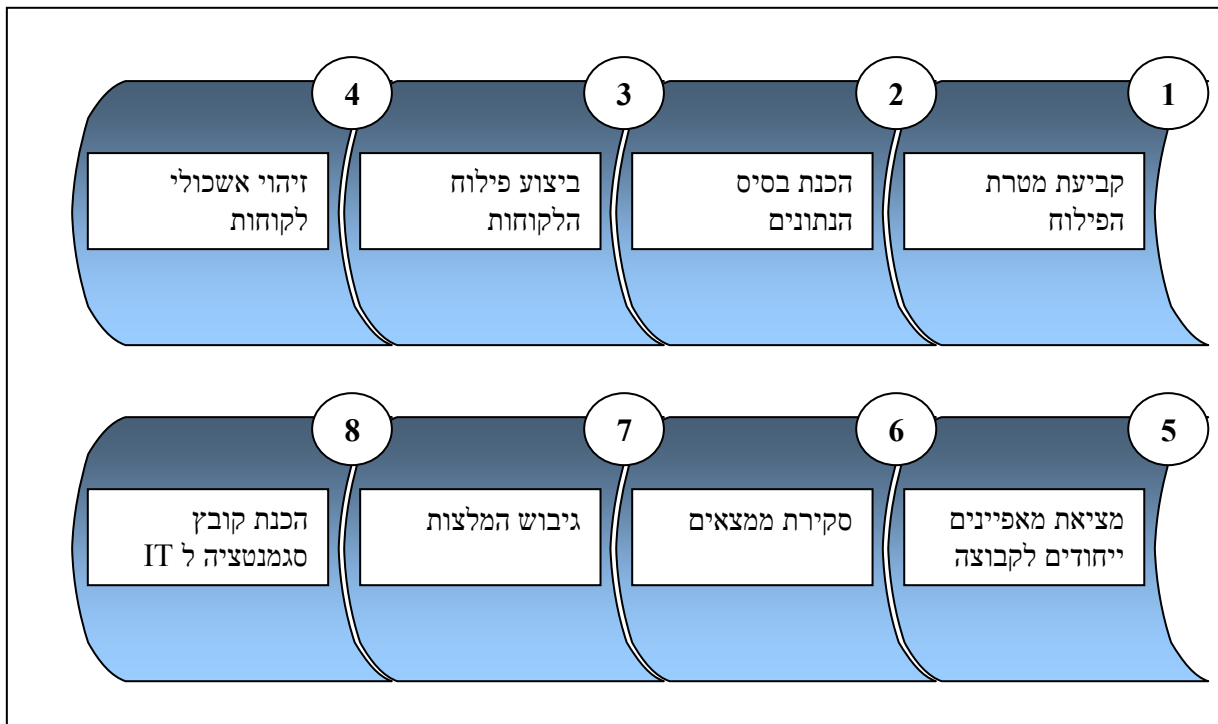 1
קביעת מטרת
הפילוח
2
הכנת בסיס
הנתונים
3
ביצוע פילוח
הלקוחות
4
זיהוי אשכולי
לקוחות
5
מציאת מאפיינים
ייחודים לקבוצה
6
סקירת ממצאים
7
גיבוש המלצות
8
הכנת קובץ
סגמנטציה ל IT